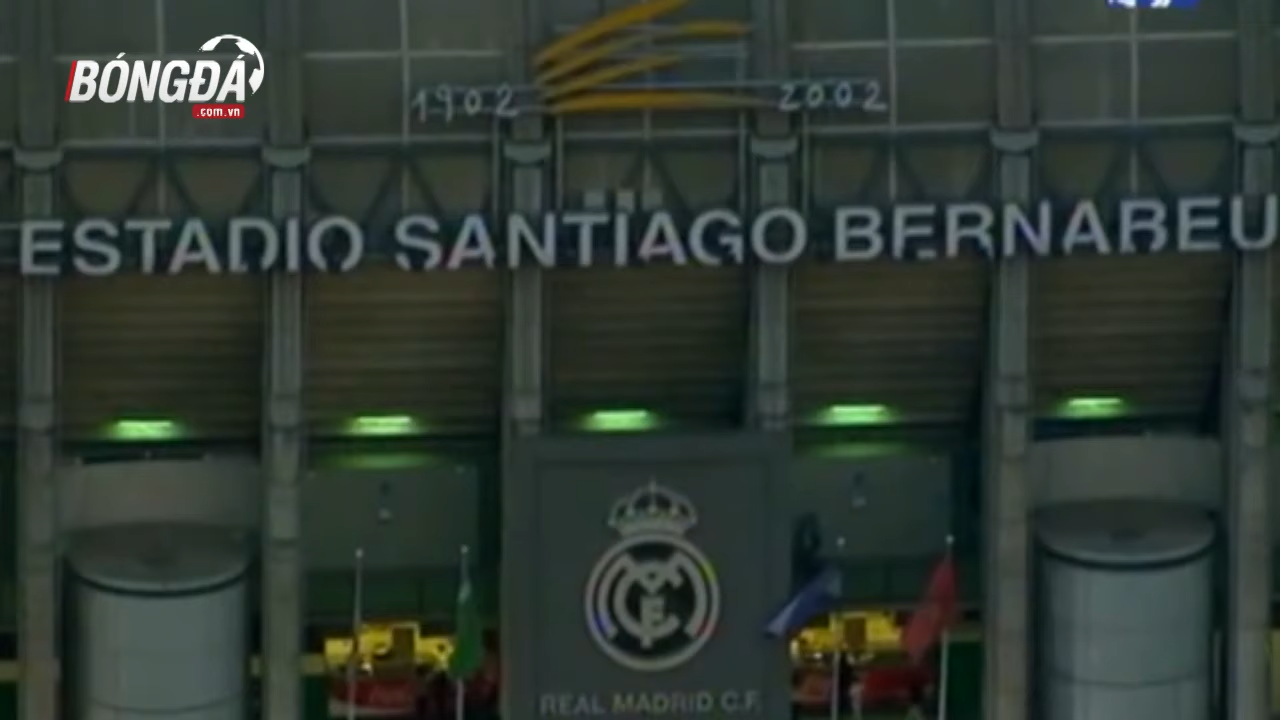 BÓNGĐÁ
.com.vn
1902 2002
ESTADIO SANTIAGO BERNABEU
REAL MADRID C.F.